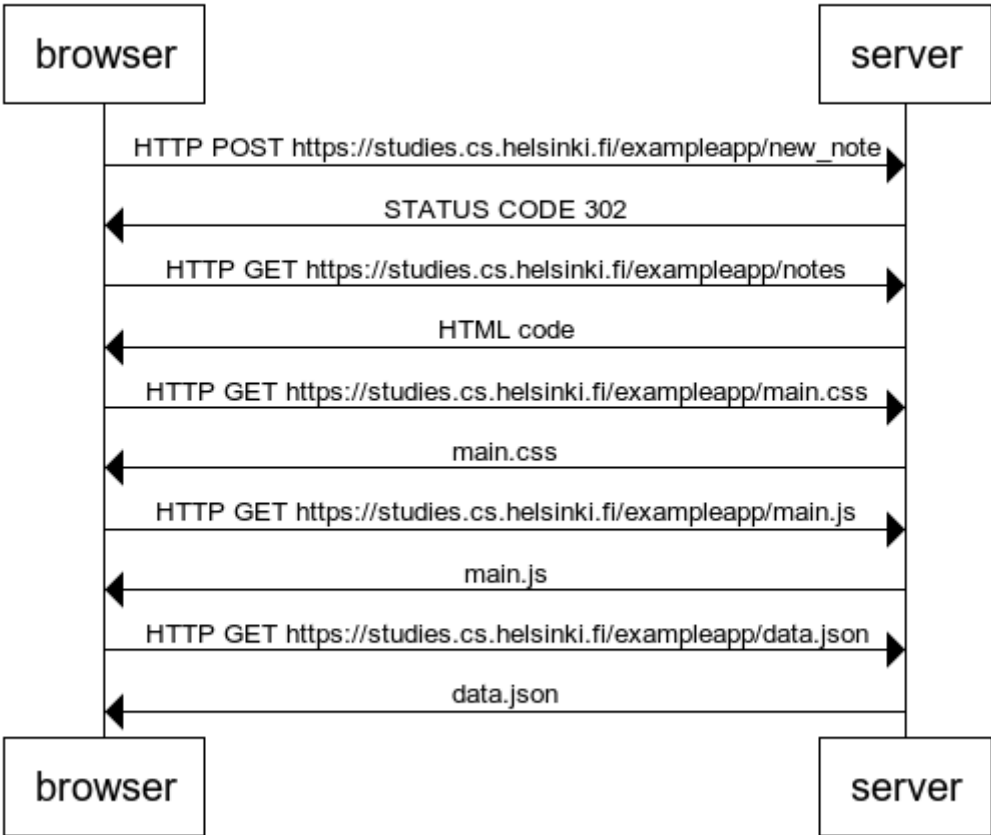 browser
server
HTTP POST https://studies.cs.helsinki.fi/exampleapp/new_note
STATUS CODE 302
HTTP GET https://studies.cs.helsinki.fi/exampleapp/notes
HTML code
HTTP GET https://studies.cs.helsinki.fi/exampleapp/main.css
main.css
HTTP GET https://studies.cs.helsinki.fi/exampleapp/main.js
main.js
HTTP GET https://studies.cs.helsinki.fi/exampleapp/data.json
data.json
browser
server